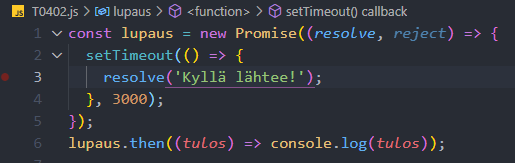 JS T0402.js > lupaus > <function> > setTimeout() callback
1 const lupaus = new Promise((resolve, reject) => {
2 setTimeout(() => {
3 resolve('Kyllä lähtee!');
4 }, 3000);
5 });
6 lupaus.then((tulos) => console.log(tulos));